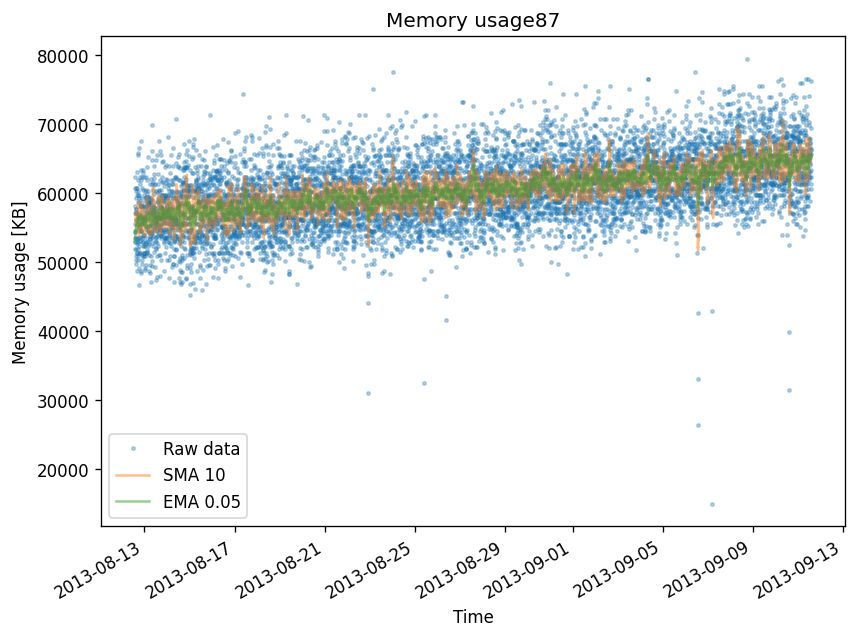 Memory usage87
Memory usage [KB]
80000
70000
60000
50000
40000
30000
20000
Raw data
SMA 10
EMA 0.05
2013-08-13
2013-08-17
2013-08-21
2013-08-25
2013-08-29
2013-09-01
2013-09-05
2013-09-09
2013-09-13
Time